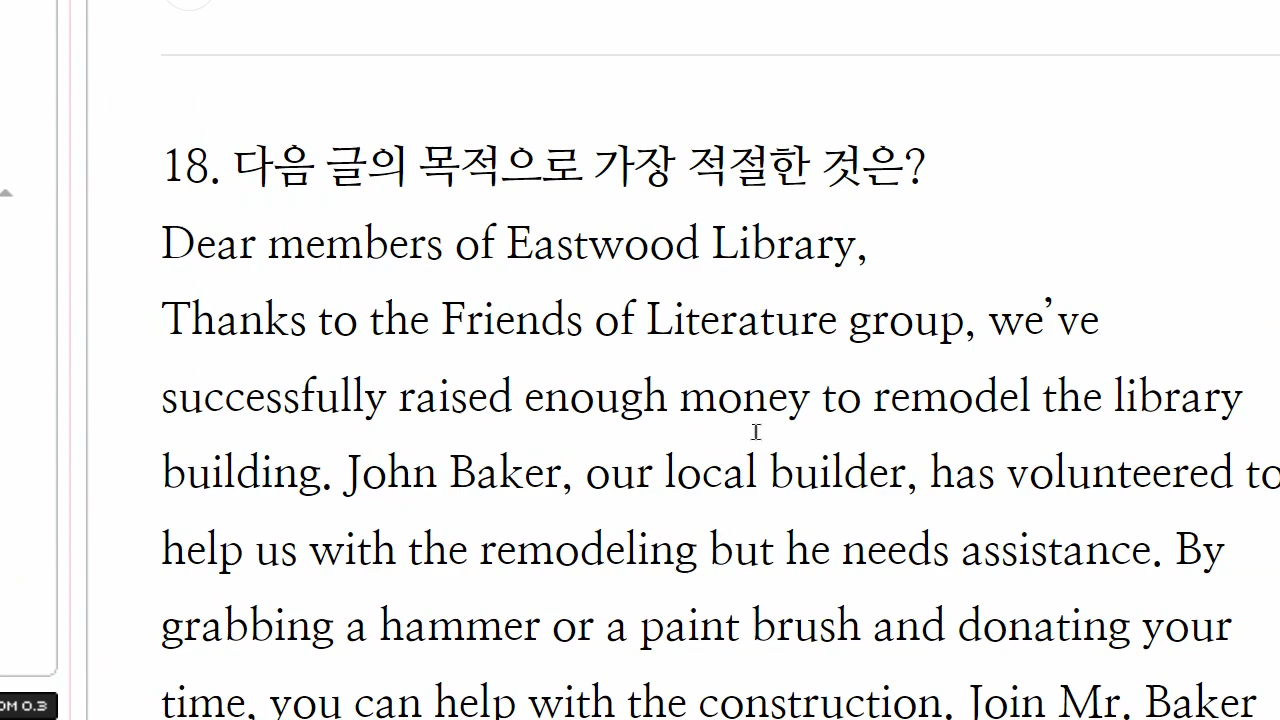 18. 다음 글의 목적으로 가장 적절한 것은?
Dear members of Eastwood Library,
Thanks to the Friends of Literature group, we’ve
successfully raised enough money to remodel the library
building. John Baker, our local builder, has volunteered to
help us with the remodeling but he needs assistance. By
grabbing a hammer or a paint brush and donating your
time, you can help with the construction. Join Mr. Baker
OM 0.3